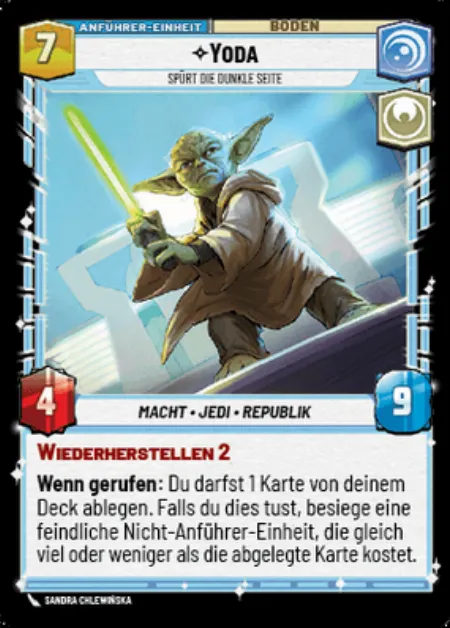 7
ANFÜHRER-EINHEIT
BODEN
YODA
SPÜRT DIE DUNKLE SEITE
4
MACHT • JEDI • REPUBLIK
9
WIEDERHERSTELLEN 2
Wenn gerufen: Du darfst 1 Karte von deinem
Deck ablegen. Falls du dies tust, besiege eine
feindliche Nicht-Anführer-Einheit, die gleich
viel oder weniger als die abgelegte Karte kostet.
SANDRA CHLEWIŃSKA